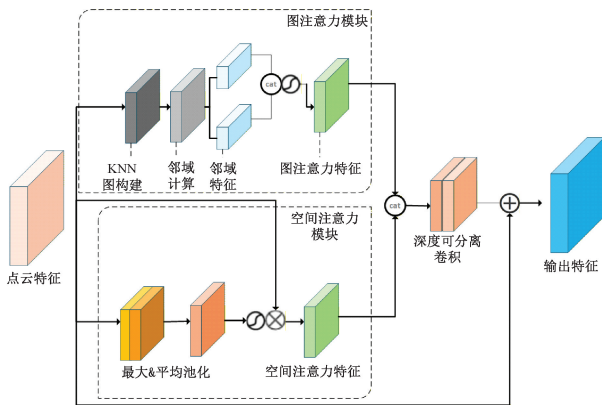 图注意力模块
cat
KNN
图构建
邻域
计算
邻域
特征
图注意力特征
点云特征
空间注意力
模块
cat
深度可分离
卷积
输出特征
最大&平均池化
空间注意力特征